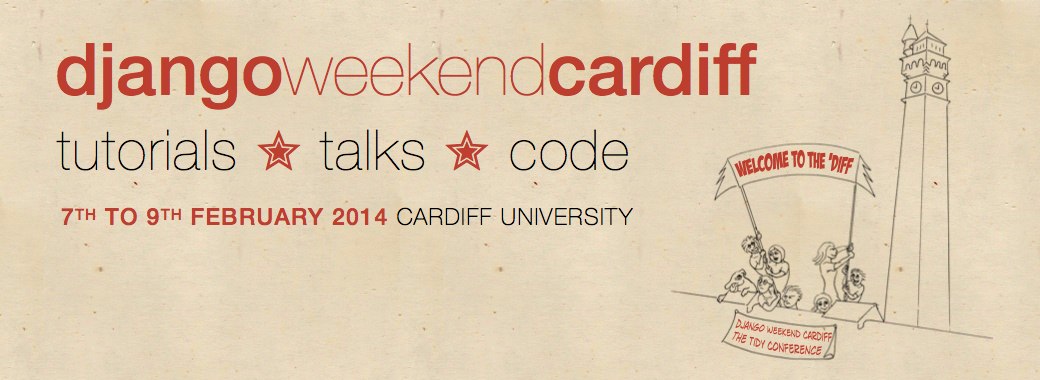 djangoweekendcardiff
tutorials ★ talks ★ code
7TH TO 9TH FEBRUARY 2014 CARDIFF UNIVERSITY
WELCOME TO THE 'DIFF
DJANGO WEEKEND CARDIFF
THE TIDY CONFERENCE